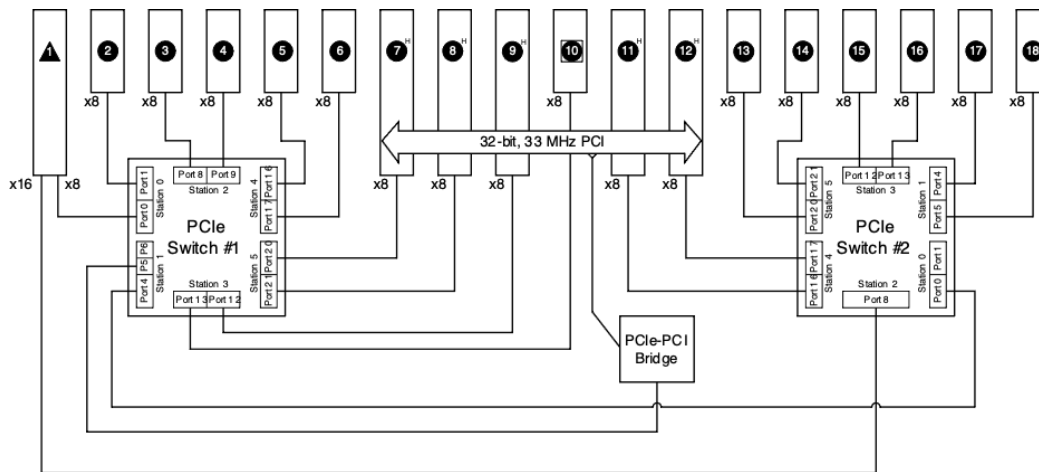 1 2 3 4 5 6 7 H 8 H 9 H 10 11 H 12 H 13 14 15 16 17 18
x8 x8 x8 x8 x8 x8 x8 x8 x8 x8 x8 x8
32-bit, 33 MHz PCI
x16 x8 x8 x8 x8 x8 x8
Port 8 Port 9
Station 2
Port 1 Port 0
Station 0
Station 4
Port 16 Port 17
PCIe
Switch #1
P6 P5 Port 4
Station 1
Station 5
Port 20 Port 21
Station 3
Port 13 Port 12
Port 12 Port 13
Station 3
Port 21 Port 20
Station 5
Station 1
Port 4 Port 5
PCIe
Switch #2
Port 17 Port 16
Station 4
Station 0
Port 1 Port 0
Station 2
Port 8
PCIe-PCI
Bridge